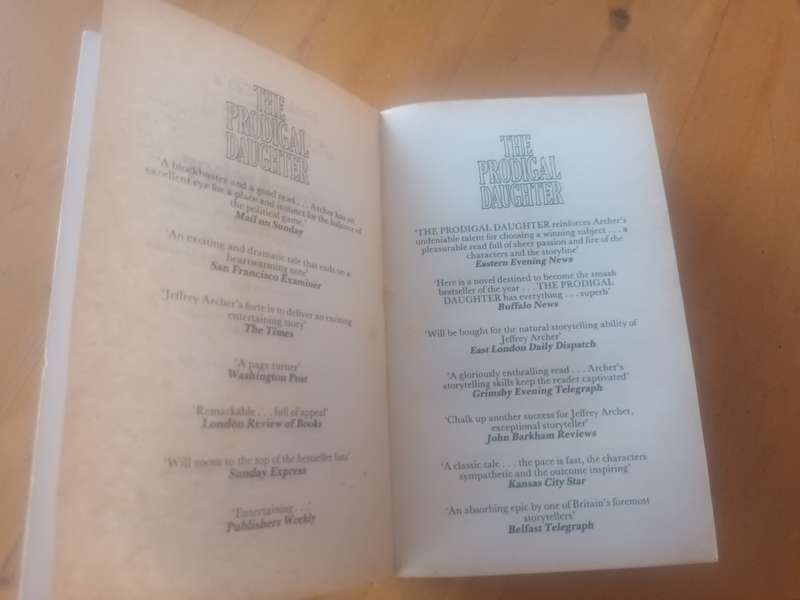 THE
PRODIGAL
DAUGHTER
'A blockbuster and a good read . . . Archer has an
excellent eye for a place and instinct for the balance of
the political game.'
Mail on Sunday
'An exciting and dramatic tale that ends on a
heartwarming note'
San Francisco Examiner
'Jeffrey Archer's forte is to deliver an exciting
entertaining story'
The Times
'A page turner'
Washington Post
'Remarkable . . . full of appeal'
London Review of Books
'Will zoom to the top of the bestseller lists'
Sunday Express
'Entertaining . . .'
Publishers Weekly
THE
PRODIGAL
DAUGHTER
'THE PRODIGAL DAUGHTER reinforces Archer's
undeniable talent for choosing a winning subject . . . a
pleasurable read full of sheer passion and fire of the
characters and the storyline'
Eastern Evening News
'Here is a novel destined to become the smash
bestseller of the year . . . THE PRODIGAL
DAUGHTER has everything . . . superb'
Buffalo News
'Will be bought for the natural storytelling ability of
Jeffrey Archer'
East London Daily Dispatch
'A gloriously enthralling read . . . Archer's
storytelling skills keep the reader captivated'
Grimsby Evening Telegraph
'Chalk up another success for Jeffrey Archer,
exceptional storyteller'
John Barkham Reviews
'A classic tale . . . the pace is fast, the characters
sympathetic and the outcome inspiring'
Kansas City Star
'An absorbing epic by one of Britain's foremost
storytellers'
Belfast Telegraph